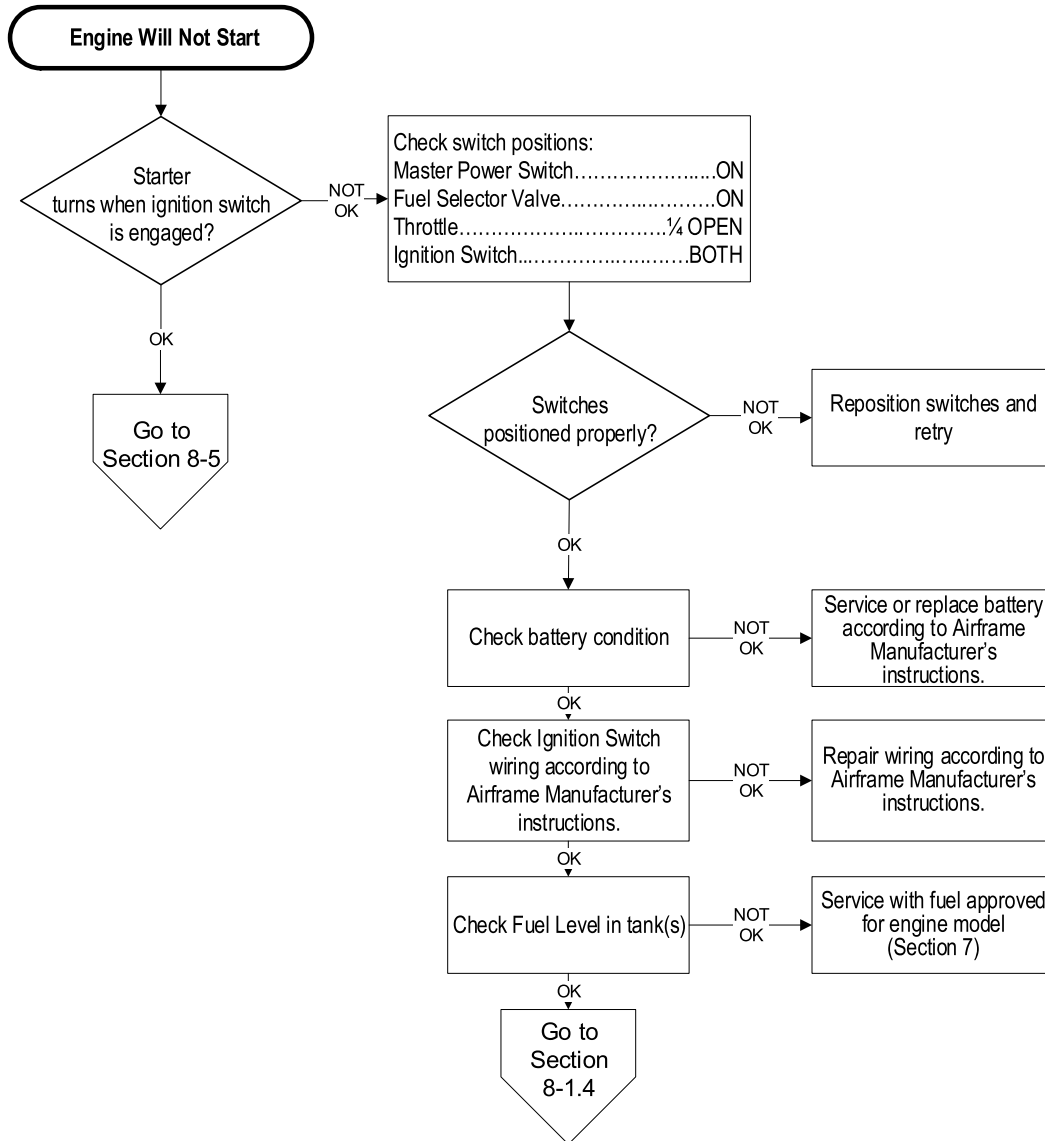 Engine Will Not Start
Starter
turns when ignition switch
is engaged?
NOT
OK
Check switch positions:
Master Power Switch…………………......ON
Fuel Selector Valve…………...………..ON
Throttle…………………..…………¼ OPEN
Ignition Switch...………….…..………BOTH
OK
Go to
Section 8-5
Switches
positioned properly?
NOT
OK
Reposition switches and
retry
OK
Check battery condition
NOT
OK
Service or replace battery
according to Airframe
Manufacturer's
instructions.
OK
Check Ignition Switch
wiring according to
Airframe Manufacturer's
instructions.
NOT
OK
Repair wiring according to
Airframe Manufacturer's
instructions.
OK
Check Fuel Level in tank(s)
NOT
OK
Service with fuel approved
for engine model
(Section 7)
OK
Go to
Section
8-1.4